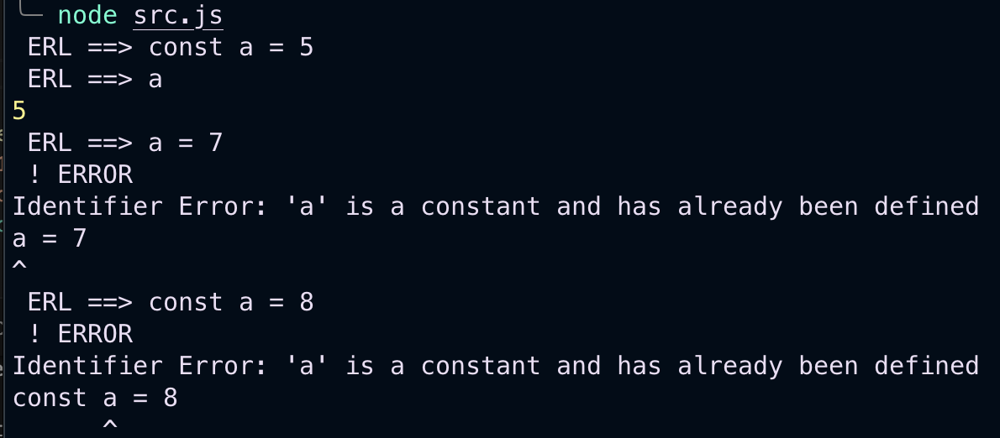 node src.js
ERL ==> const a = 5
ERL ==> a
5
ERL ==> a = 7
! ERROR
Identifier Error: 'a' is a constant and has already been defined
a = 7
^
ERL ==> const a = 8
! ERROR
Identifier Error: 'a' is a constant and has already been defined
const a = 8
^